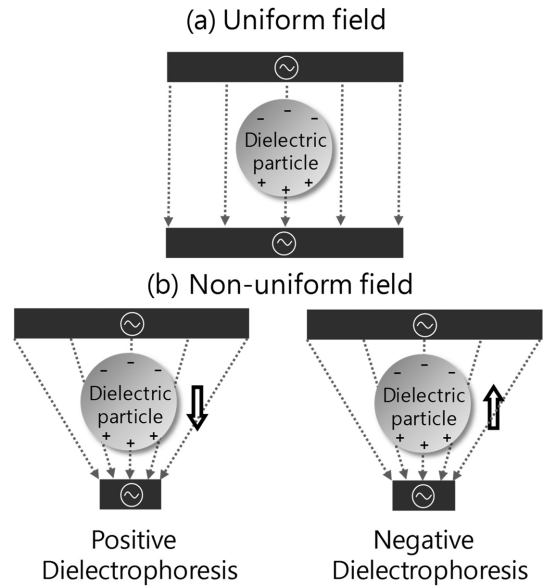 (a) Uniform field
- - -
Dielectric
particle
+ + +
(b) Non-uniform field
- - -
Dielectric
particle
+ + +
- - -
Dielectric
particle
+ + +
Positive
Dielectrophoresis
Negative
Dielectrophoresis